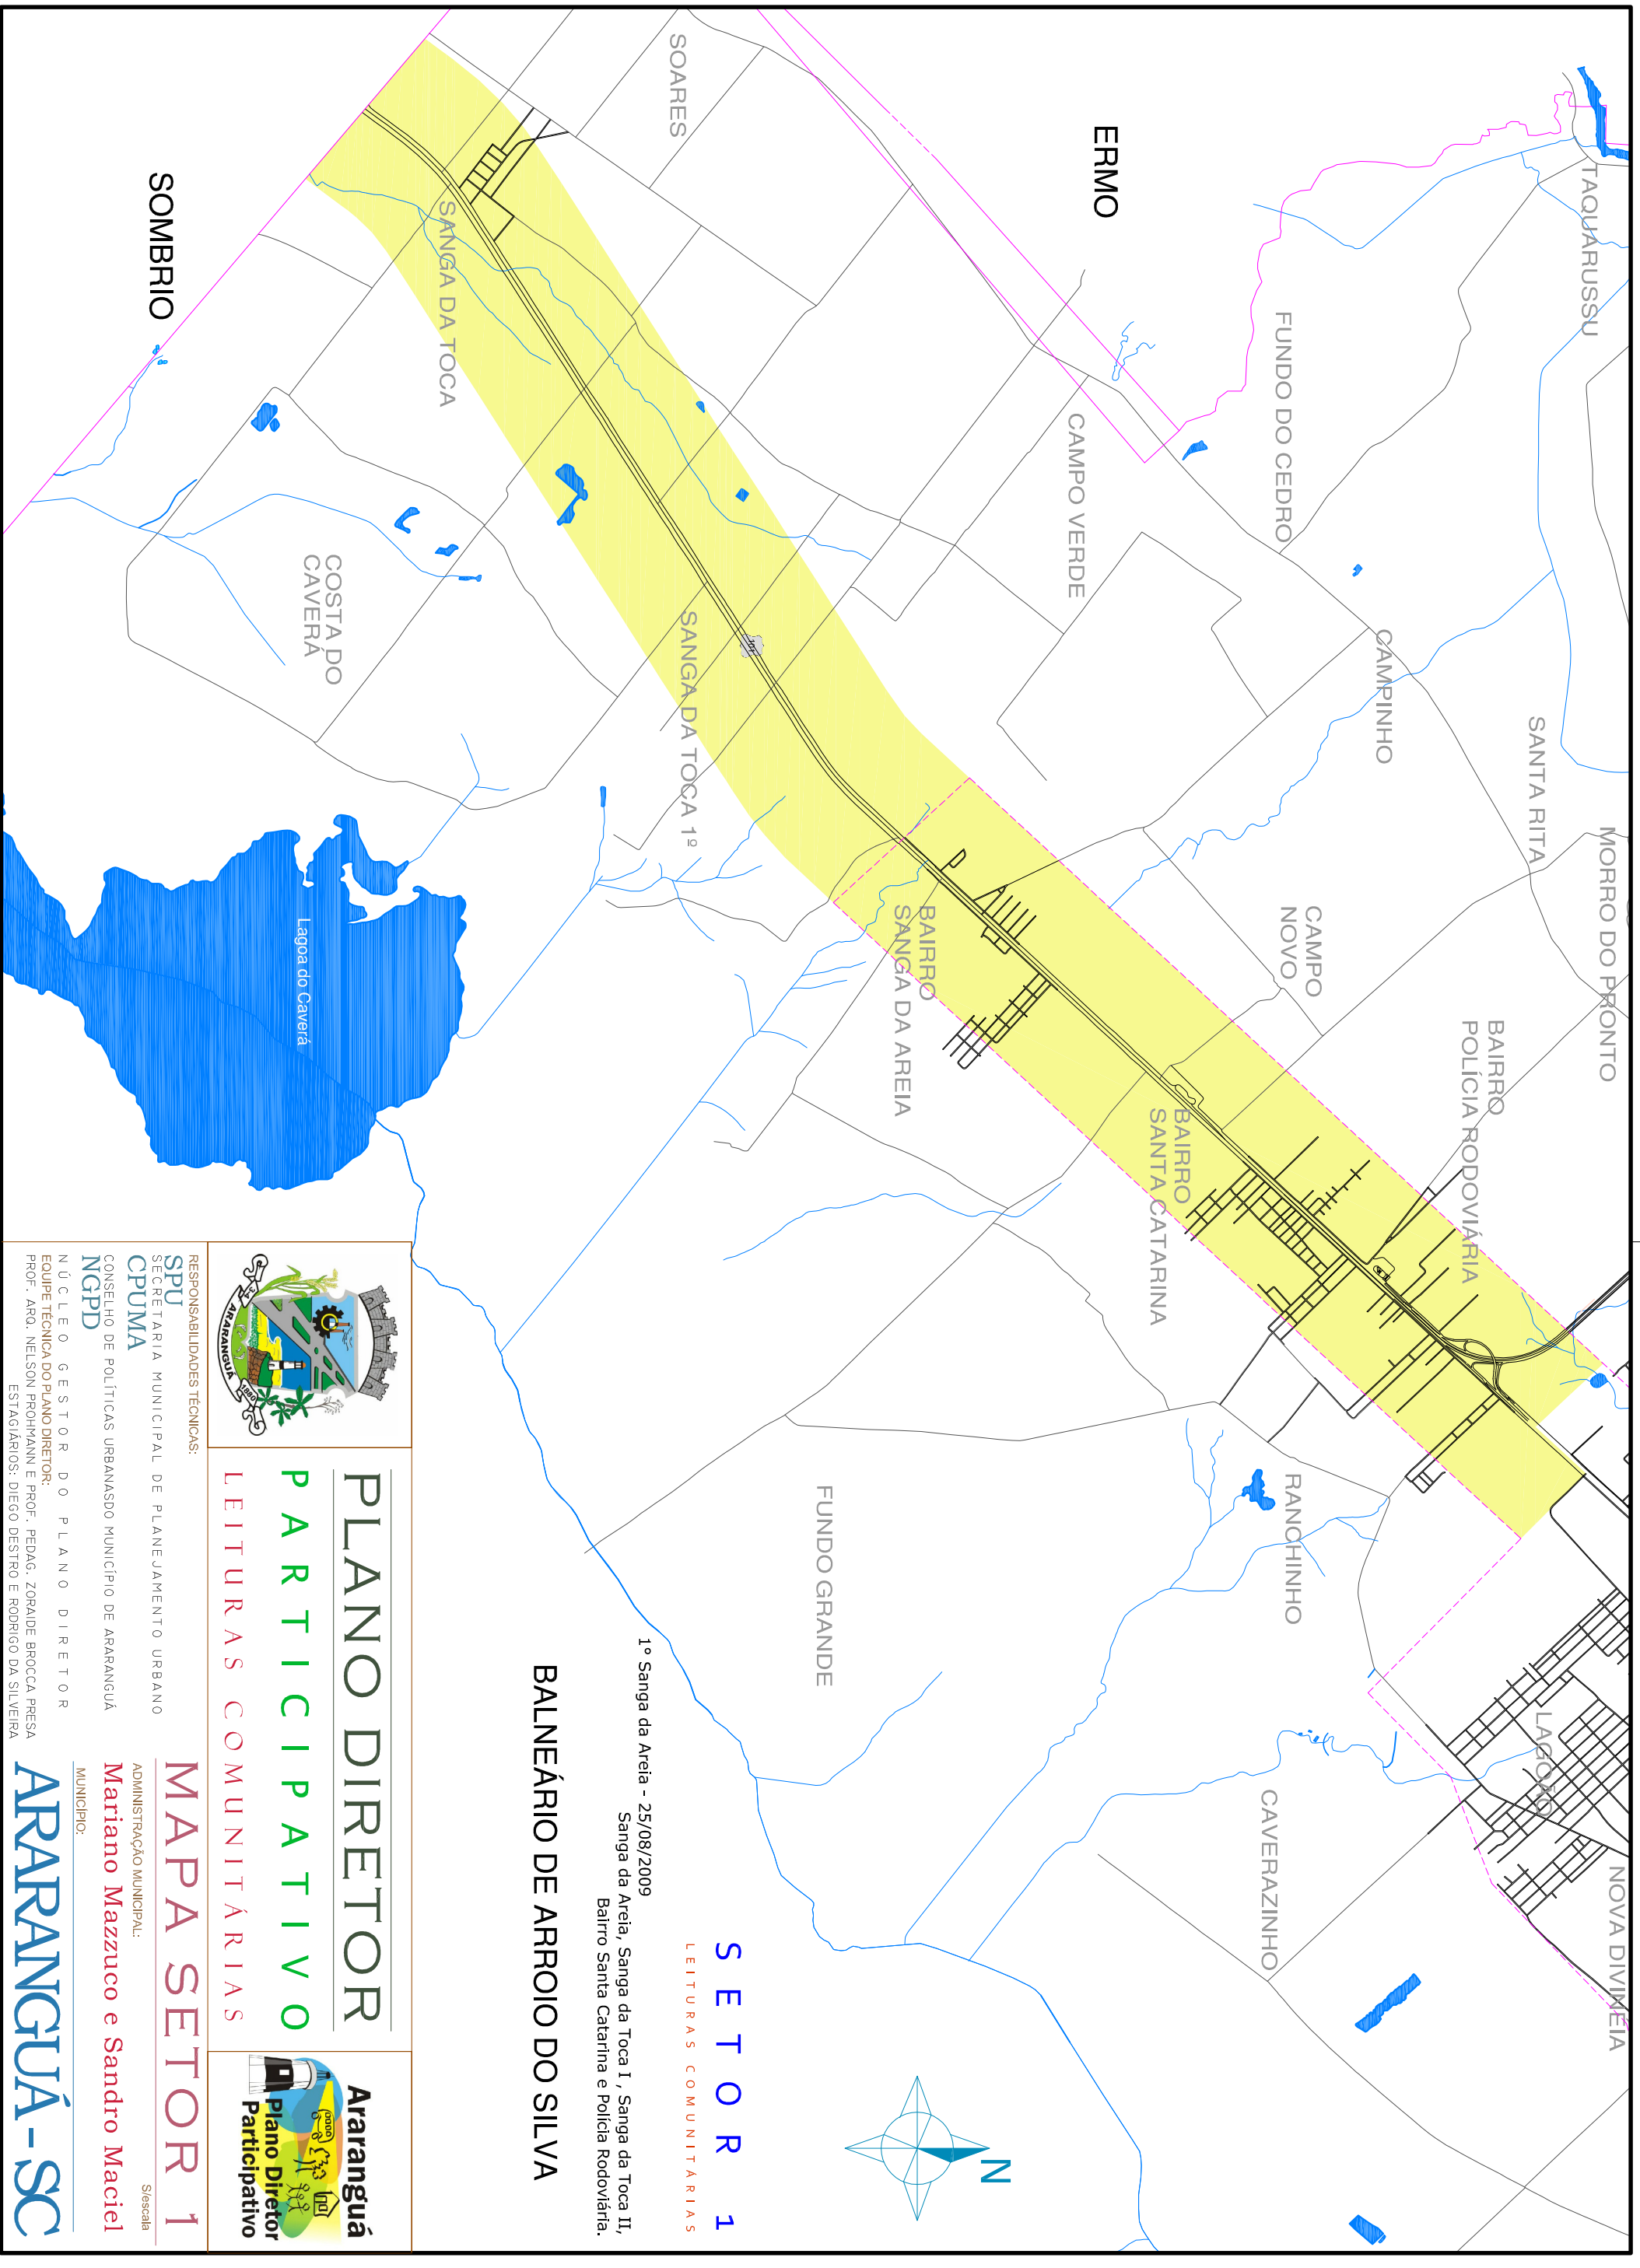 TAQUARUSSU
MORRO DO PRONTO
NOVA DIVINÉIA
SANTA RITA
LAGOÃO
BAIRRO
POLÍCIA RODOVIÁRIA
CAMPINHO
FUNDO DO CEDRO
CAMPO
NOVO
RANCHINHO
CAVERAZINHO
ERMO
CAMPO VERDE
BAIRRO
SANTA CATARINA
BAIRRO
SANGA DA AREIA
FUNDO GRANDE
SOARES
101
SANGA DA TOCA 1º
SANGA DA TOCA
COSTA DO
CAVERÁ
SOMBRIO
Lagoa do Caverá
N
SETOR 1
LEITURAS COMUNITÁRIAS
1° Sanga da Areia - 25/08/2009
Sanga da Areia, Sanga da Toca I , Sanga da Toca II,
Bairro Santa Catarina e Polícia Rodoviária.
BALNEÁRIO DE ARROIO DO SILVA
3-4 ARARANGUÁ 1880
PLANO DIRETOR
PARTICIPATIVO
LEITURAS COMUNITÁRIAS
Araranguá
Plano Diretor
Participativo
RESPONSABILIDADES TÉCNICAS:
SPU
SECRETARIA MUNICIPAL DE PLANEJAMENTO URBANO
CPUMA
CONSELHO DE POLÍTICAS URBANASDO MUNICÍPIO DE ARARANGUÁ
NGPD
NÚCLEO GESTOR DO PLANO DIRETOR
EQUIPE TÉCNICA DO PLANO DIRETOR:
PROF. ARQ. NELSON PROHMANN E PROF. PEDAG. ZORAIDE BROCCA PRESA
ESTAGIÁRIOS: DIEGO DESTRO E RODRIGO DA SILVEIRA
MAPA SETOR 1
S/escala
ADMINISTRAÇÃO MUNICIPAL:
Mariano Mazzuco e Sandro Maciel
MUNICÍPIO:
ARARANGUÁ - SC